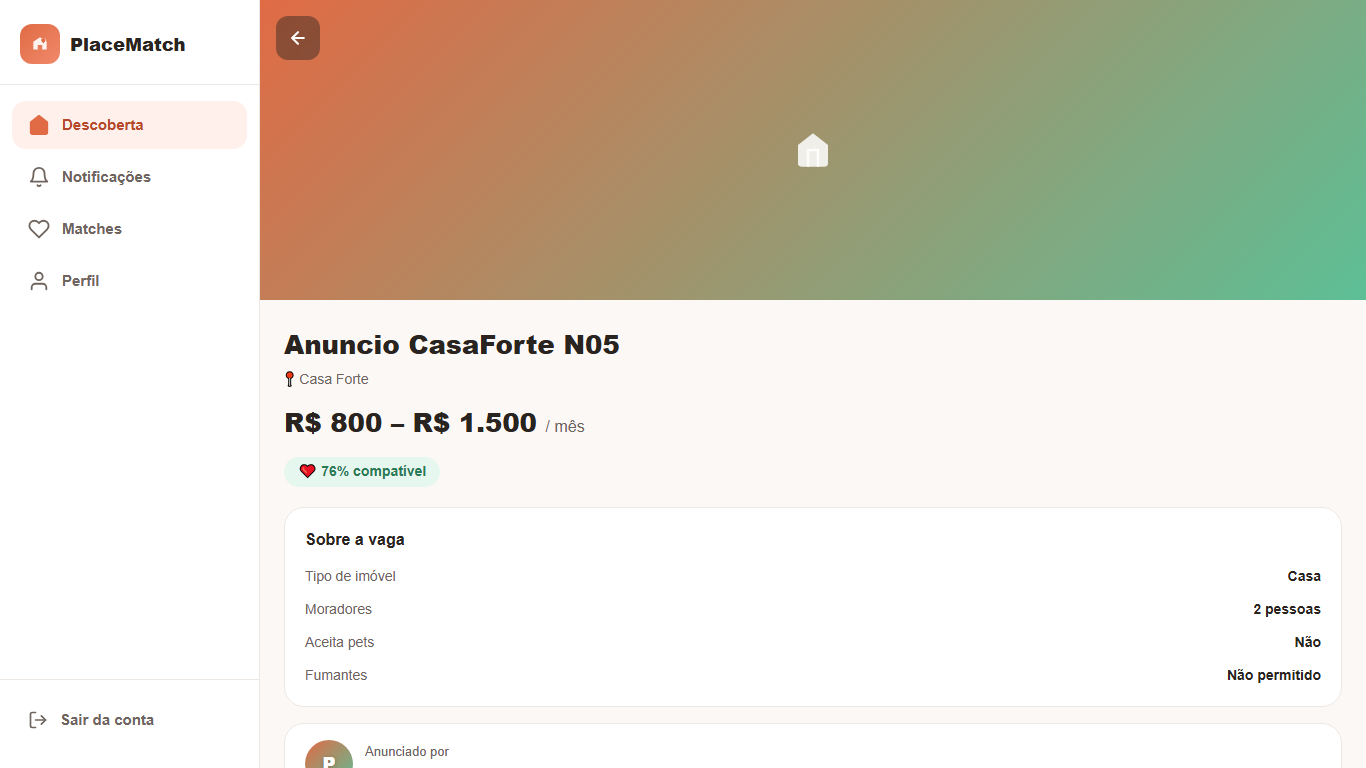 PlaceMatch
Descoberta
Notificações
Matches
Perfil
Sair da conta
Anuncio CasaForte N05
Casa Forte
R$ 800 – R$ 1.500 / mês
76% compatível
Sobre a vaga
Tipo de imóvel Casa
Moradores 2 pessoas
Aceita pets Não
Fumantes Não permitido
P
Anunciado por